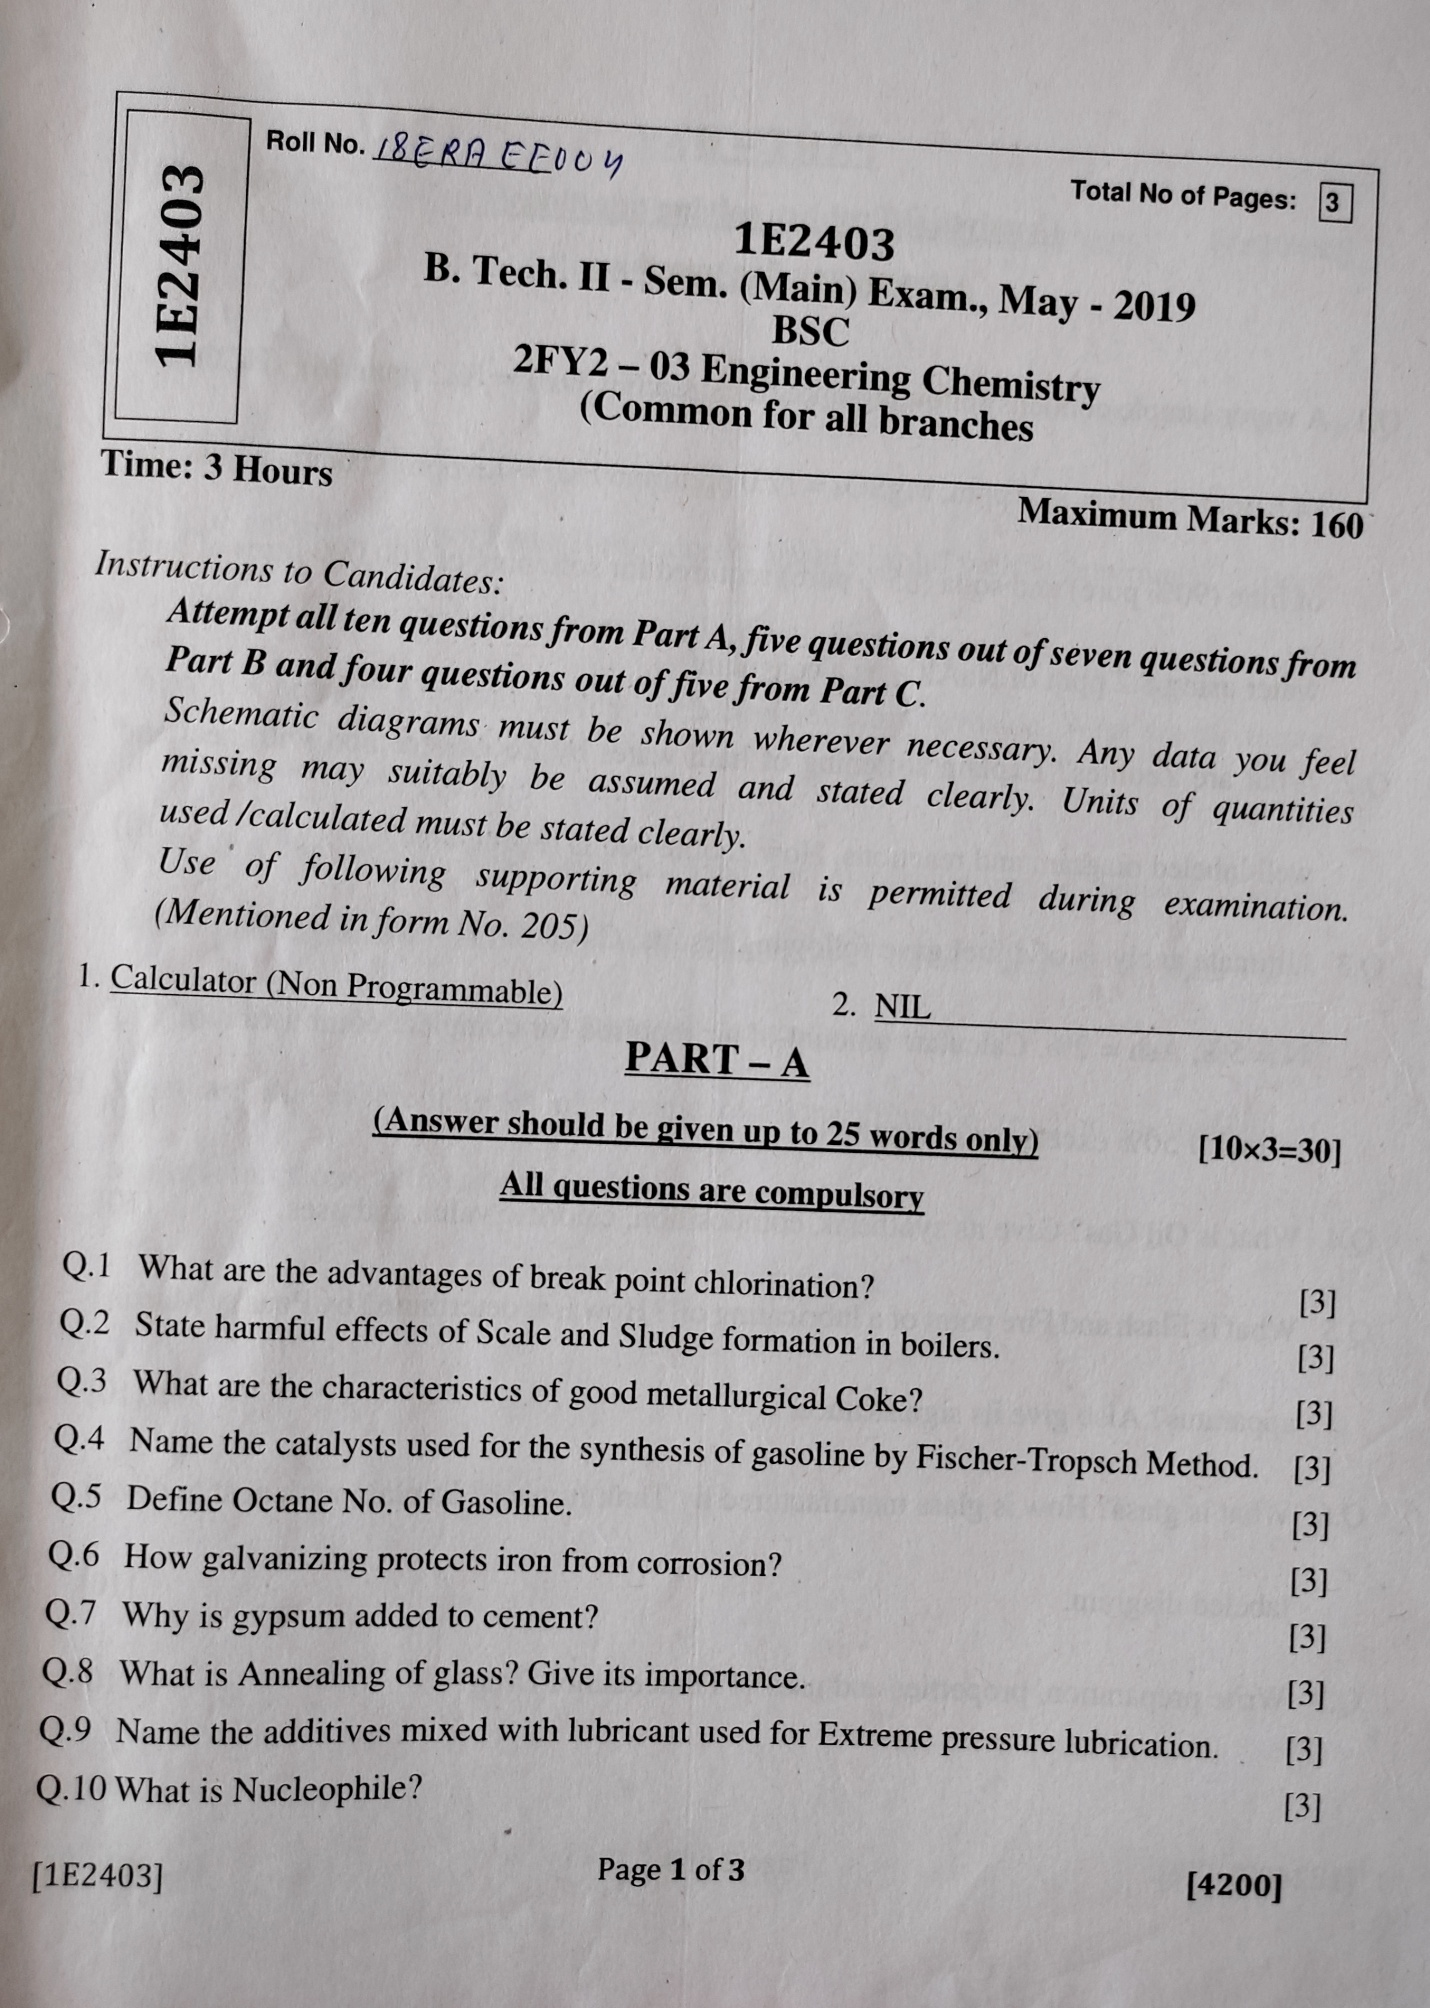 1E2403
Roll No. 18ERAEE004
Total No of Pages: 3
1E2403
B. Tech. II - Sem. (Main) Exam., May - 2019
BSC
2FY2 – 03 Engineering Chemistry
(Common for all branches
Time: 3 Hours
Maximum Marks: 160
Instructions to Candidates:
Attempt all ten questions from Part A, five questions out of seven questions from
Part B and four questions out of five from Part C.
Schematic diagrams must be shown wherever necessary. Any data you feel
missing may suitably be assumed and stated clearly. Units of quantities
used /calculated must be stated clearly.
Use of following supporting material is permitted during examination.
(Mentioned in form No. 205)
1. Calculator (Non Programmable) 2. NIL
PART – A
(Answer should be given up to 25 words only) [10×3=30]
All questions are compulsory
Q.1 What are the advantages of break point chlorination? [3]
Q.2 State harmful effects of Scale and Sludge formation in boilers. [3]
Q.3 What are the characteristics of good metallurgical Coke? [3]
Q.4 Name the catalysts used for the synthesis of gasoline by Fischer-Tropsch Method. [3]
Q.5 Define Octane No. of Gasoline. [3]
Q.6 How galvanizing protects iron from corrosion? [3]
Q.7 Why is gypsum added to cement? [3]
Q.8 What is Annealing of glass? Give its importance. [3]
Q.9 Name the additives mixed with lubricant used for Extreme pressure lubrication. [3]
Q.10 What is Nucleophile? [3]
[1E2403] Page 1 of 3 [4200]